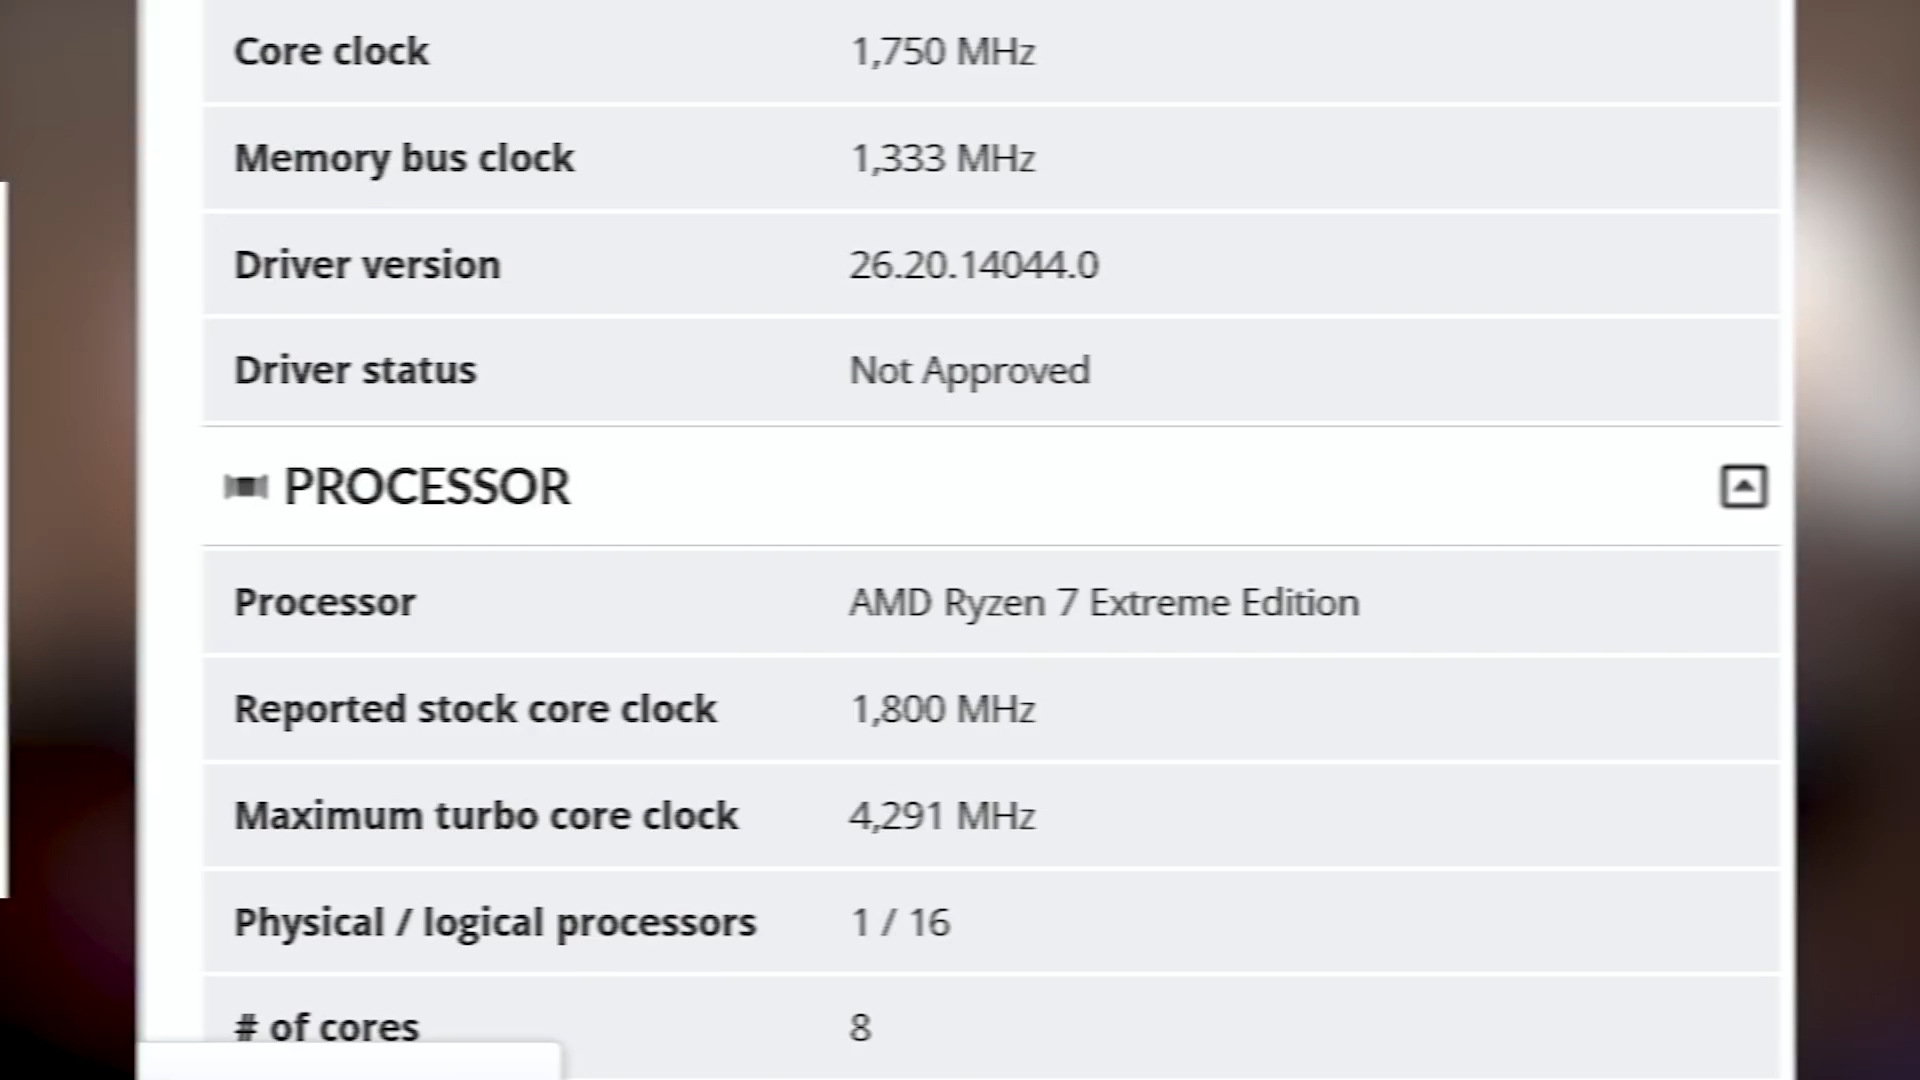 Core clock 1,750 MHz
Memory bus clock 1,333 MHz
Driver version 26.20.14044.0
Driver status Not Approved
PROCESSOR
Processor AMD Ryzen 7 Extreme Edition
Reported stock core clock 1,800 MHz
Maximum turbo core clock 4,291 MHz
Physical / logical processors 1 / 16
# of cores 8